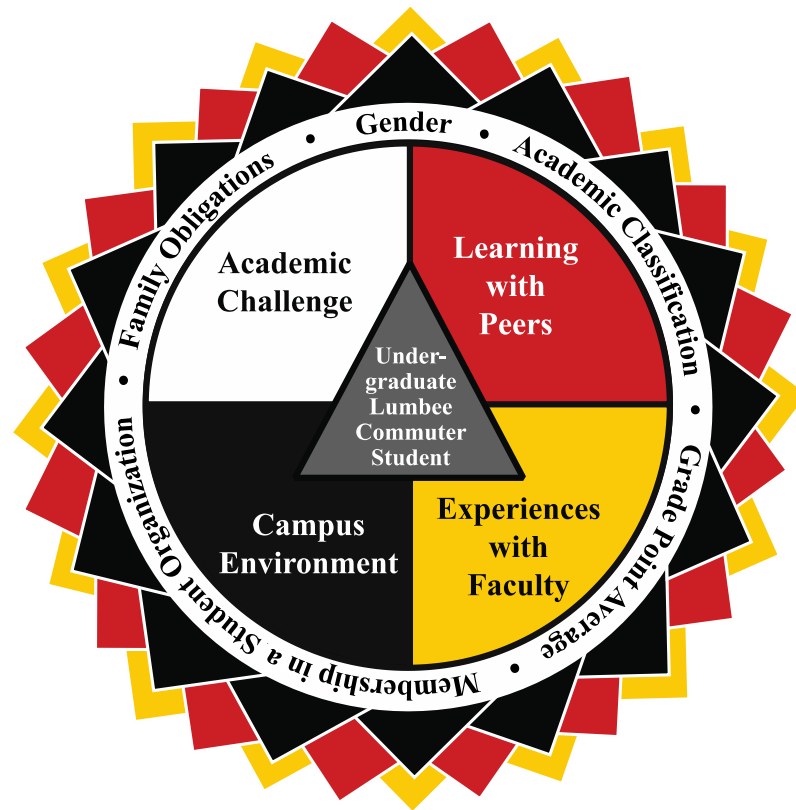 Gender
Academic Classification
Grade Point Average
Membership in a Student Organization
Family Obligations
Academic
Challenge
Learning
with
Peers
Under-
graduate
Lumbee
Commuter
Student
Campus
Environment
Experiences
with
Faculty